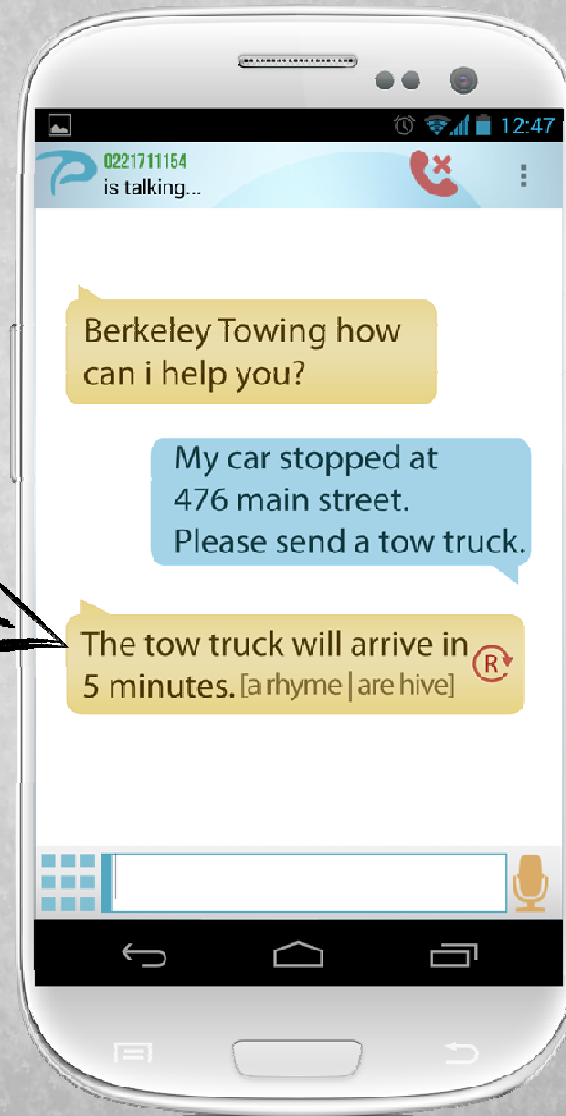 12:47
0221711154
is talking...
Berkeley Towing how
can i help you?
My car stopped at
476 main street.
Please send a tow truck.
The tow truck will arrive in
R
5 minutes. [a rhyme | are hive]